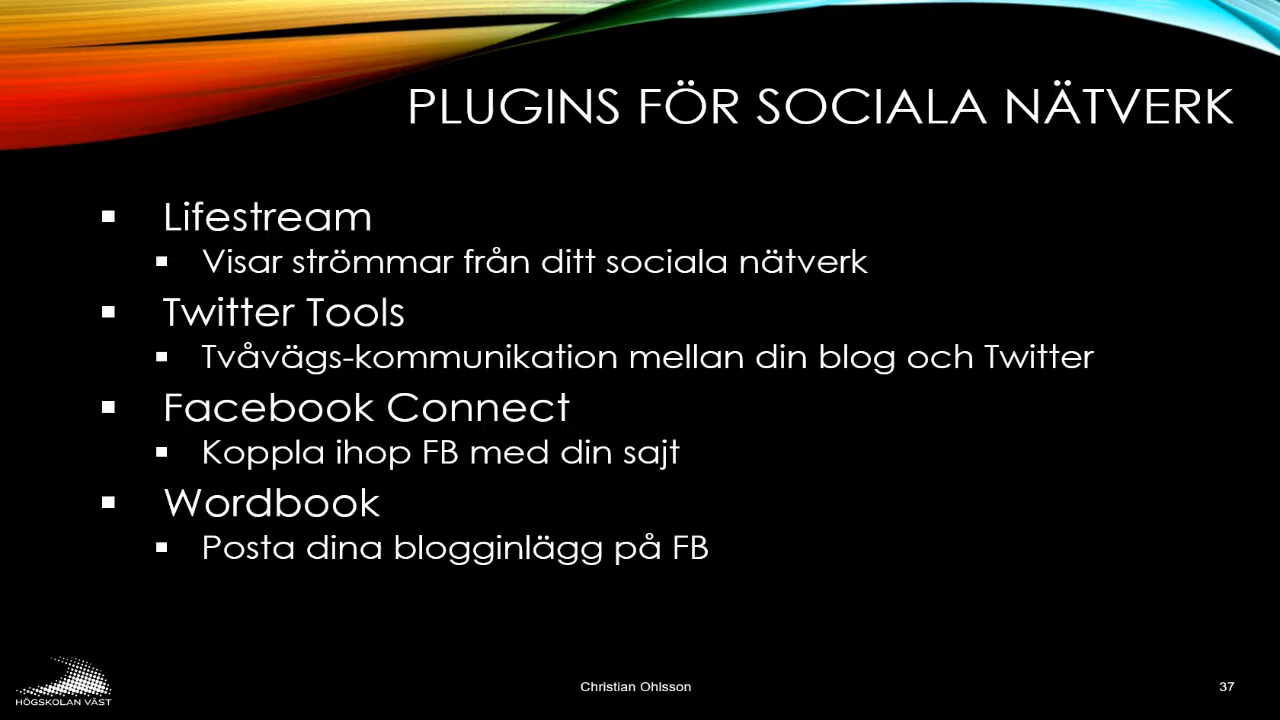 PLUGINS FÖR SOCIALA NÄTVERK
Lifestream
Visar strömmar från ditt sociala nätverk
Twitter Tools
Tvåvägs-kommunikation mellan din blog och Twitter
Facebook Connect
Koppla ihop FB med din sajt
Wordbook
Posta dina blogginlägg på FB
HÖGSKOLAN VÄST
Christian Ohlsson
37